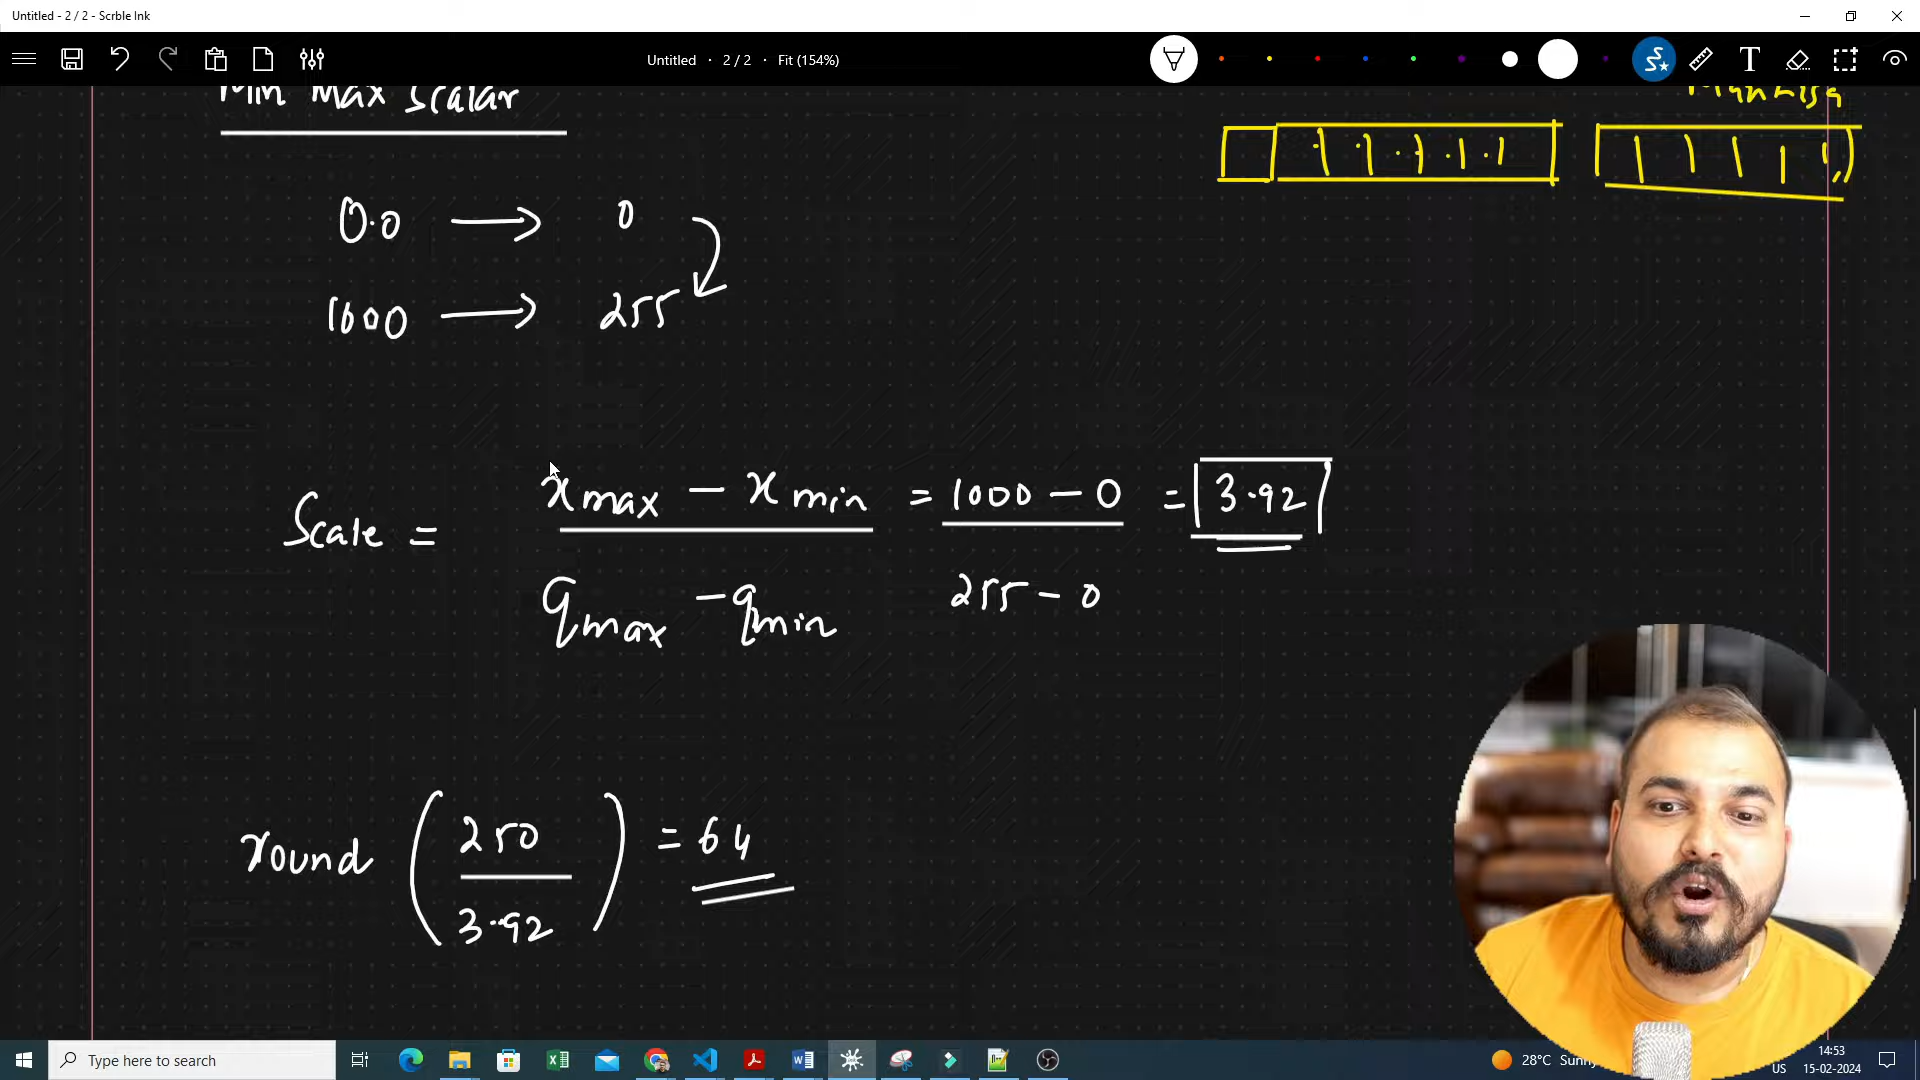 Untitled - 2 / 2 - Scrble Ink
Untitled · 2 / 2 · Fit (154%)
Min Max Scalar
0.0 → 0
1000 → 255
Scale = xmax - xmin / qmax - qmin = 1000 - 0 / 255 - 0 = 3.92
round (250 / 3.92) = 64
Type here to search
28°C
14:53
US
15-02-2024